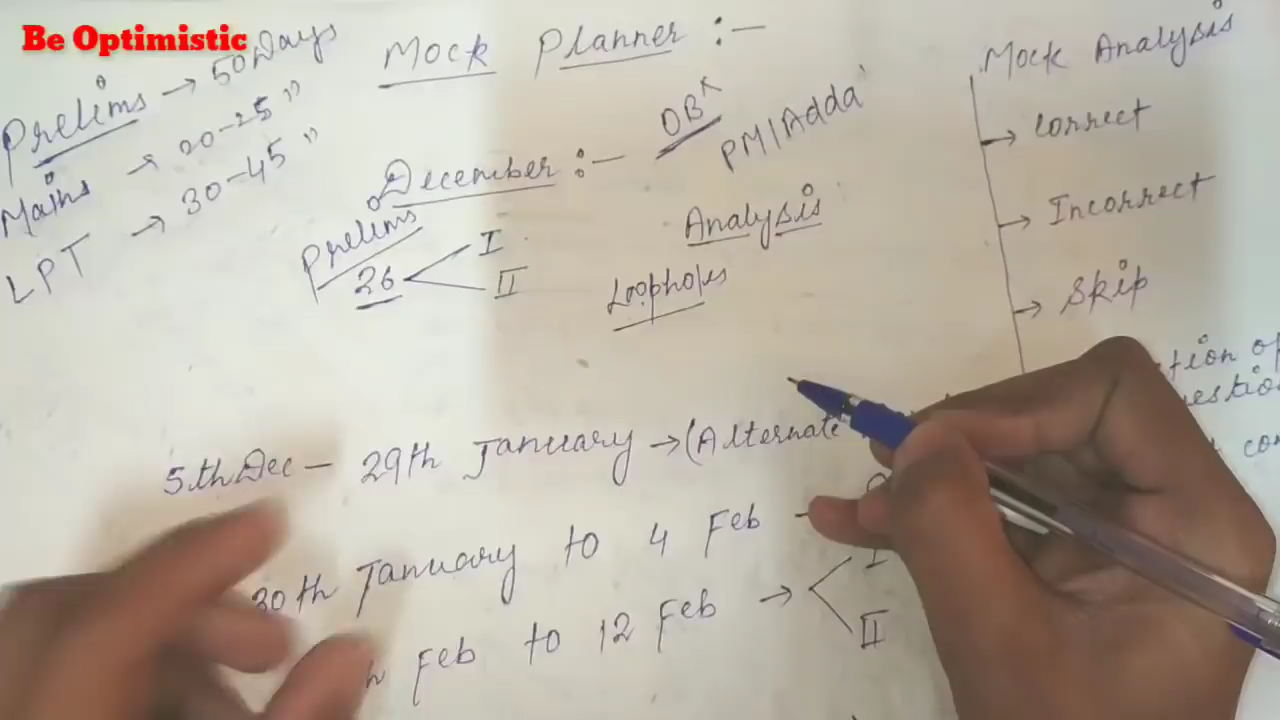 Be Optimistic
Prelims → 50 Days
Mains → 20-25 "
LPT → 30-45 "
Mock Planner :-
December :-
OB
PM/Adda
Prelims
26
I
II
Analysis
Loopholes
5th Dec - 29th January → (Alternate
30th January to 4 Feb
Feb to 12 Feb →
I
II
Mock Analysis
→ Correct
→ Incorrect
→ Skip